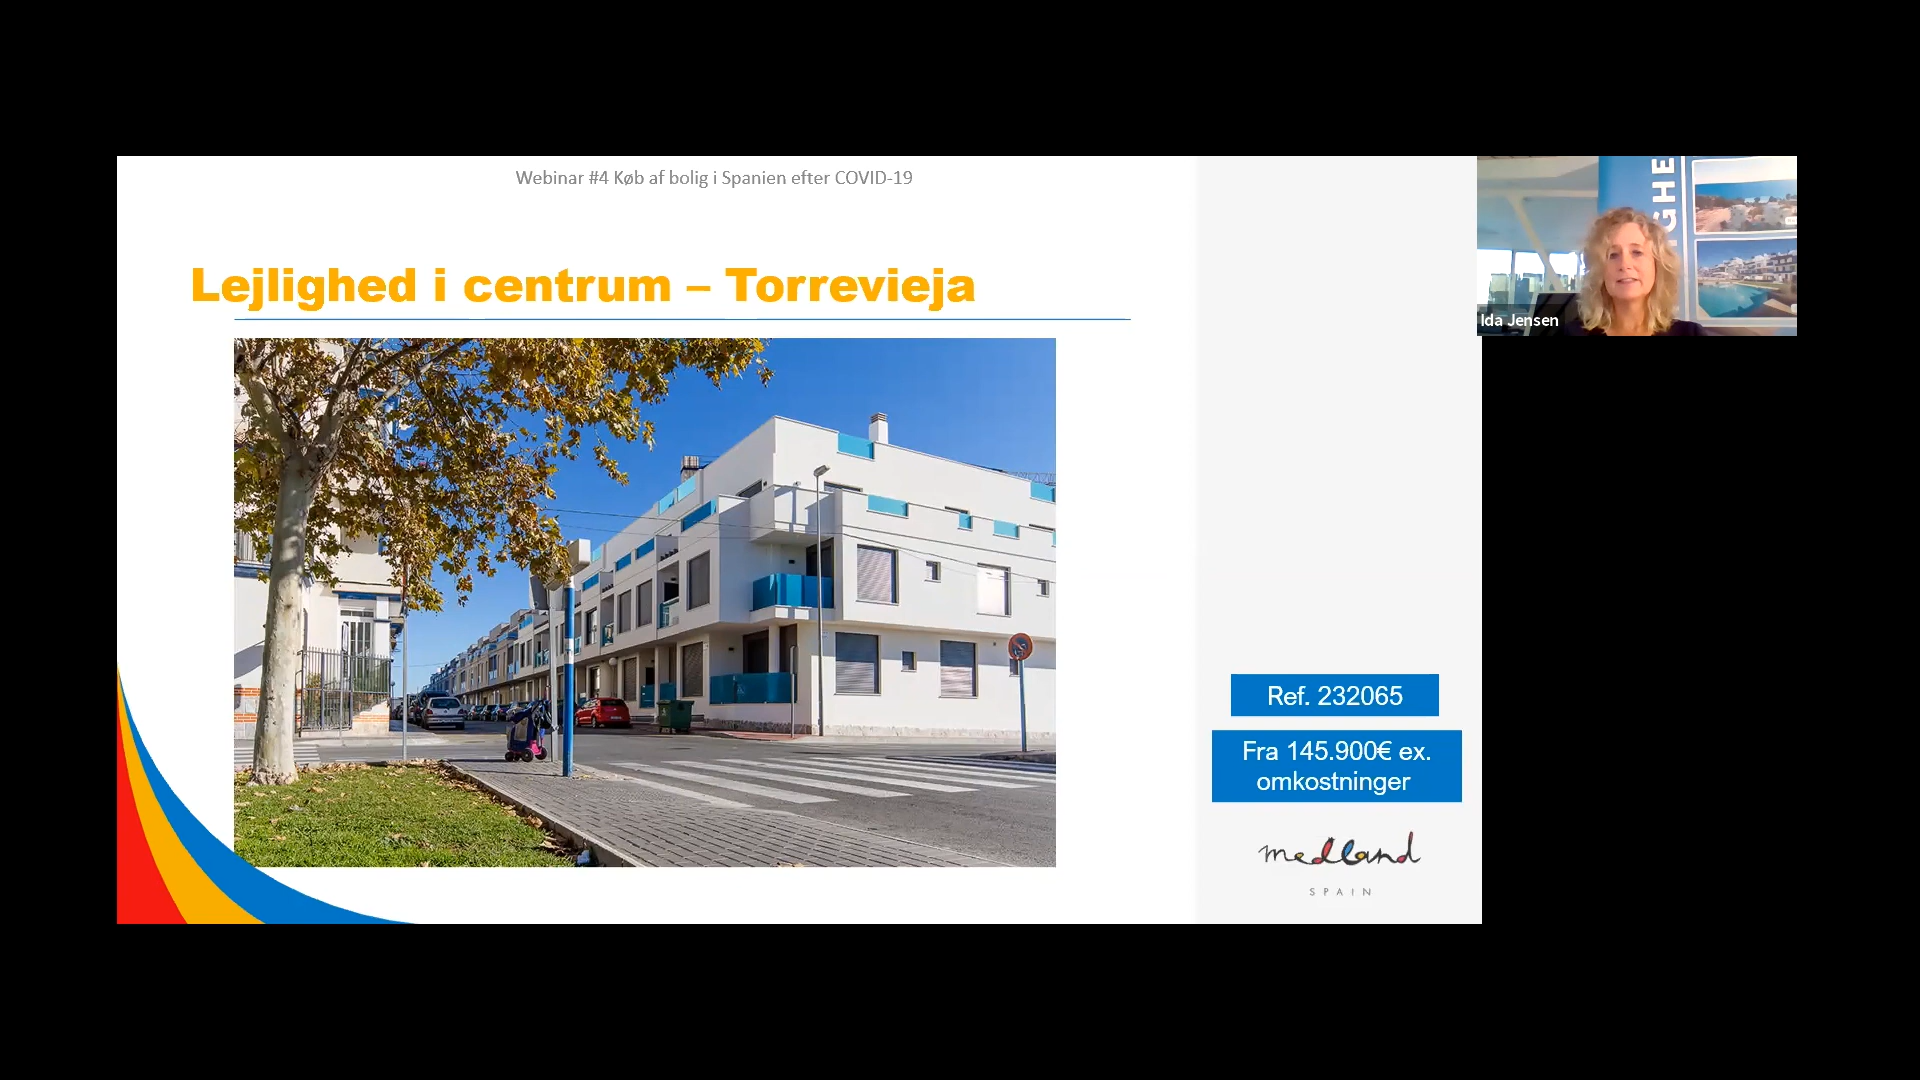 Webinar #4 Køb af bolig i Spanien efter COVID-19
Lejlighed i centrum – Torrevieja
Ref. 232065
Fra 145.900€ ex.
omkostninger
medland
SPAIN
GHE
Ida Jensen